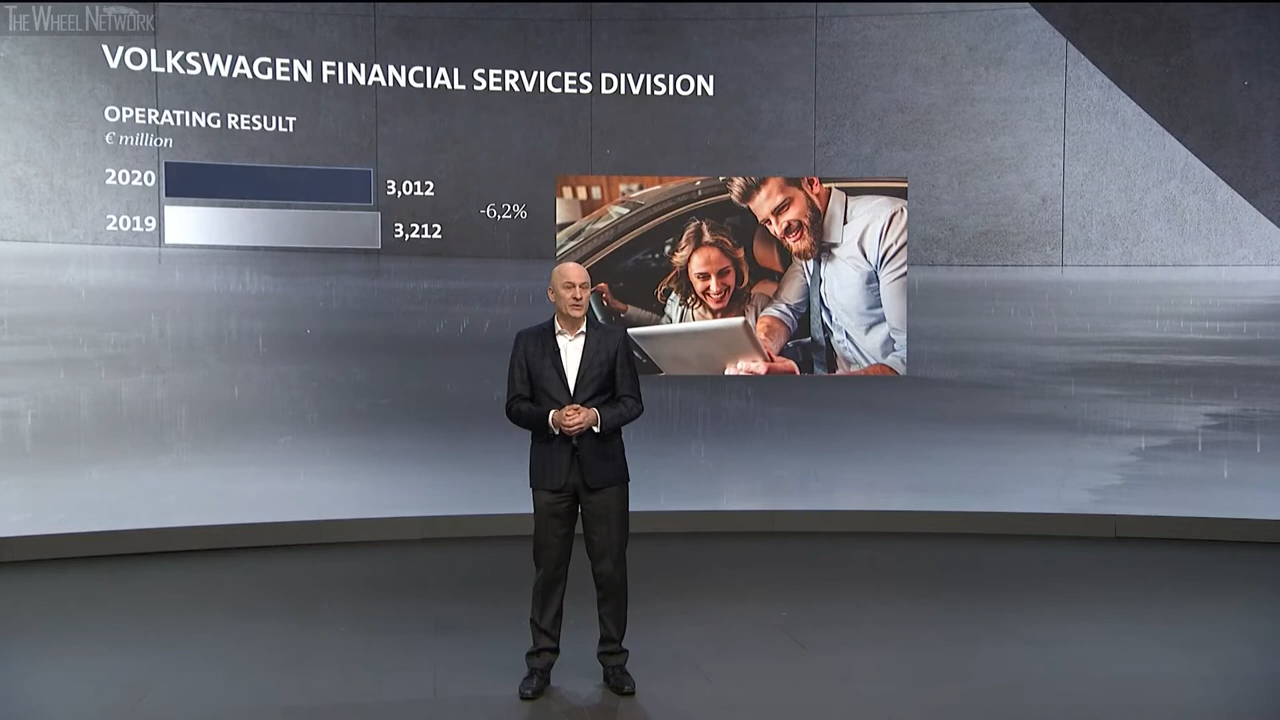 THE WHEEL NETWORK
VOLKSWAGEN FINANCIAL SERVICES DIVISION
OPERATING RESULT
€ million
2020 3,012
-6,2%
2019 3,212